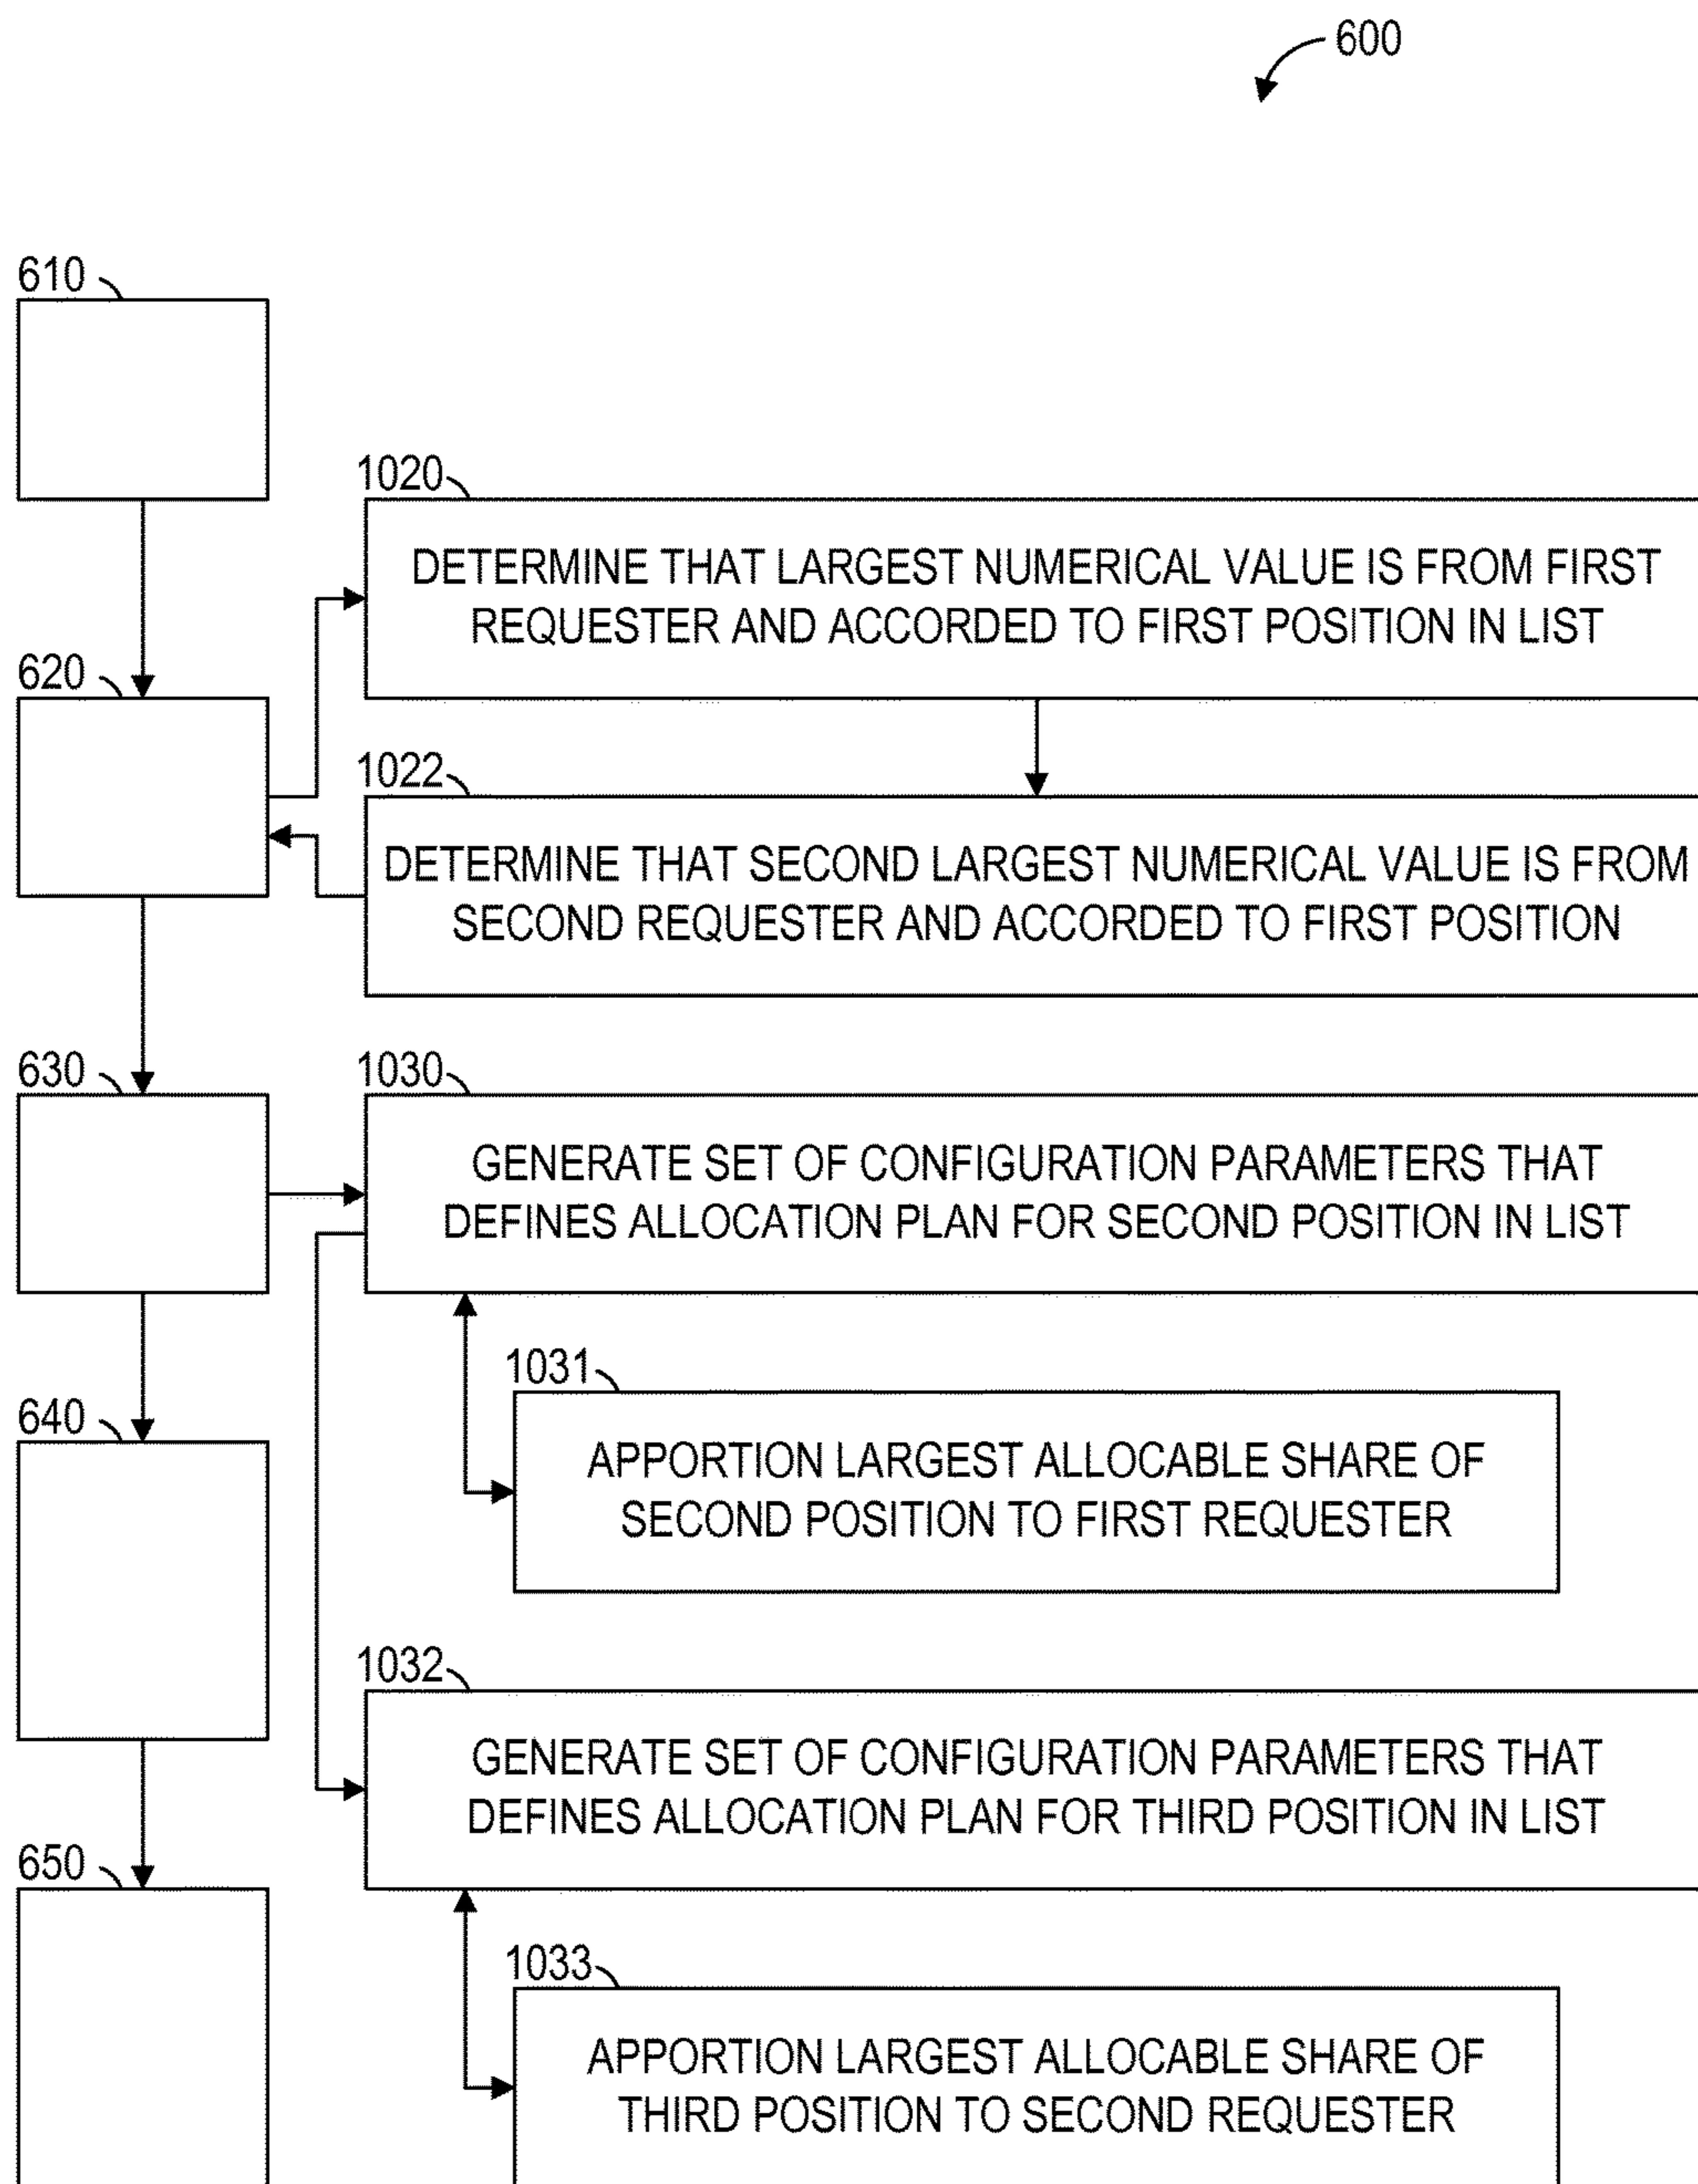 600
610
1020
DETERMINE THAT LARGEST NUMERICAL VALUE IS FROM FIRST
REQUESTER AND ACCORDED TO FIRST POSITION IN LIST
620
1022
DETERMINE THAT SECOND LARGEST NUMERICAL VALUE IS FROM
SECOND REQUESTER AND ACCORDED TO FIRST POSITION
630
1030
GENERATE SET OF CONFIGURATION PARAMETERS THAT
DEFINES ALLOCATION PLAN FOR SECOND POSITION IN LIST
1031
APPORTION LARGEST ALLOCABLE SHARE OF
SECOND POSITION TO FIRST REQUESTER
640
1032
GENERATE SET OF CONFIGURATION PARAMETERS THAT
DEFINES ALLOCATION PLAN FOR THIRD POSITION IN LIST
650
1033
APPORTION LARGEST ALLOCABLE SHARE OF
THIRD POSITION TO SECOND REQUESTER